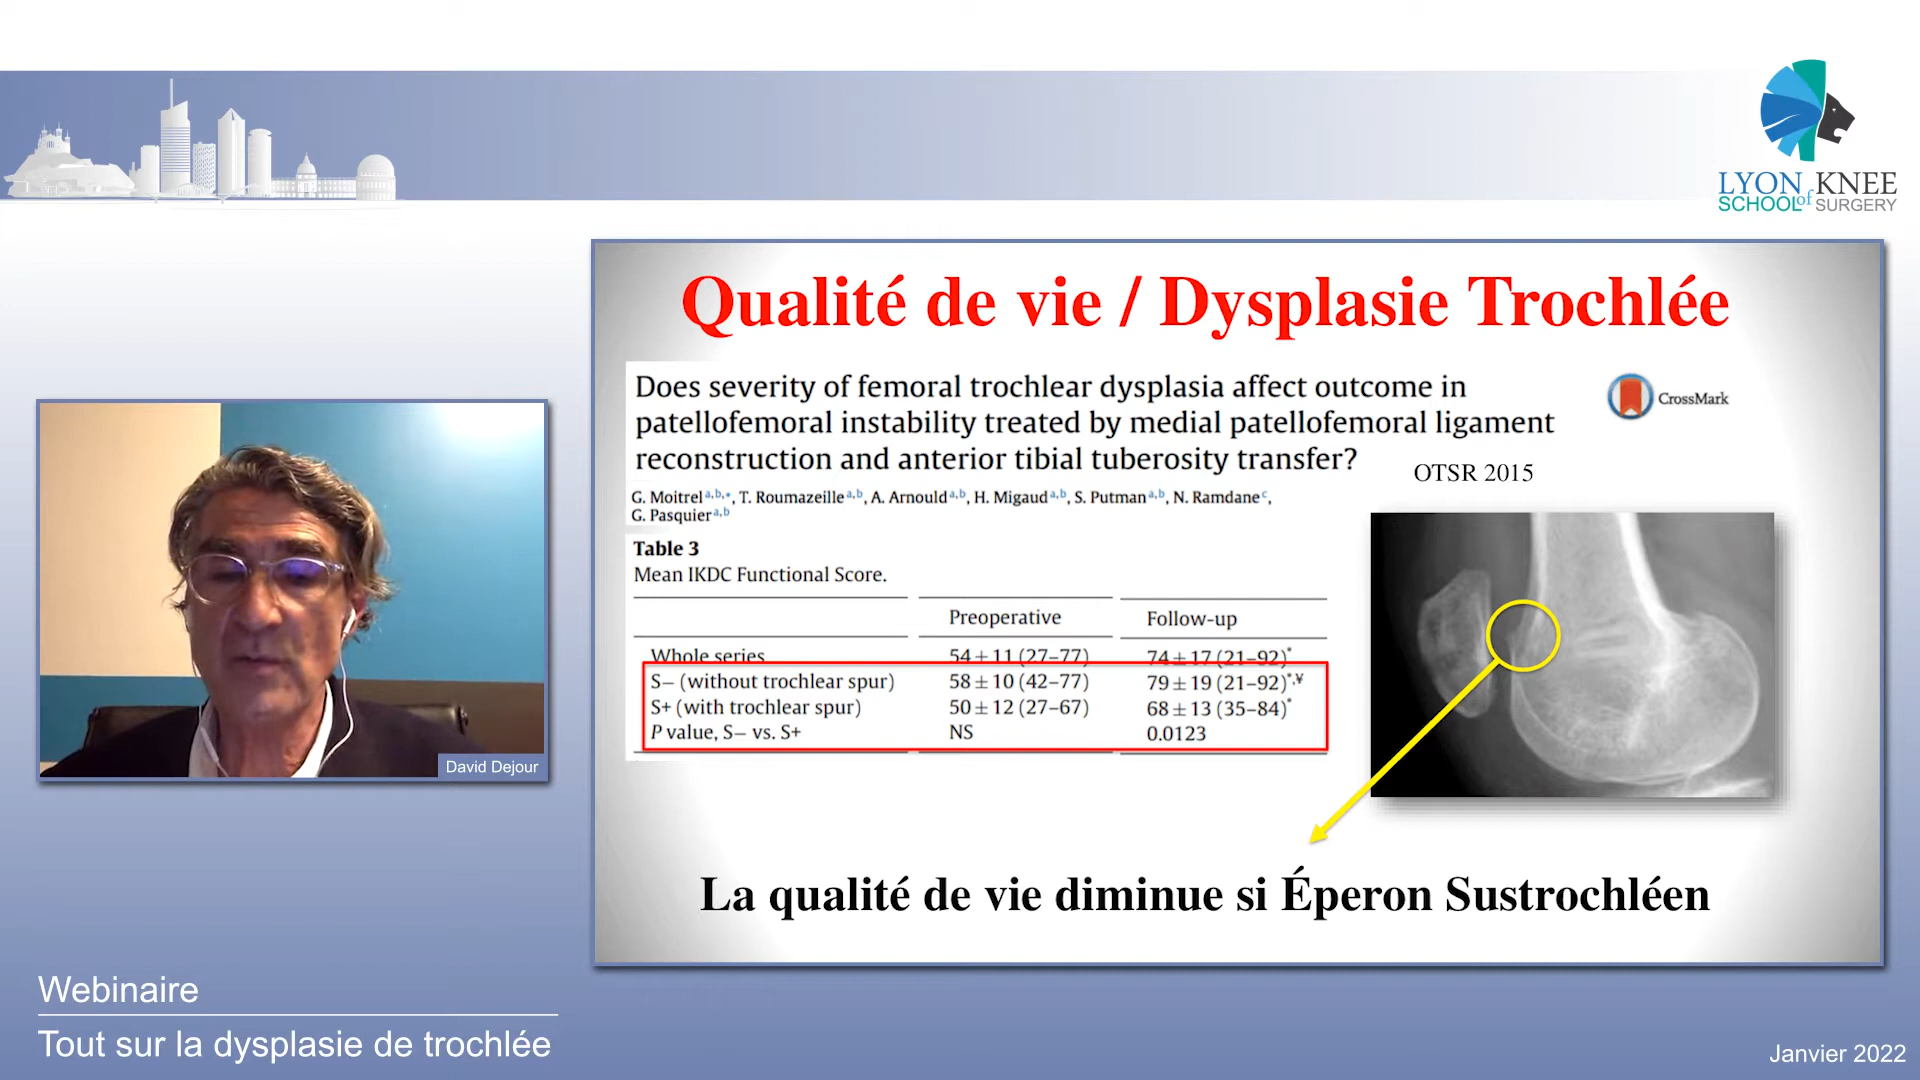 LYON KNEE
SCHOOL of SURGERY
Qualité de vie / Dysplasie Trochlée
Does severity of femoral trochlear dysplasia affect outcome in
patellofemoral instability treated by medial patellofemoral ligament
reconstruction and anterior tibial tuberosity transfer?
CrossMark
OTSR 2015
G. Moitrel a,b,*, T. Roumazeille a,b, A. Arnould a,b, H. Migaud a,b, S. Putman a,b, N. Ramdane c,
G. Pasquier a,b
Table 3
Mean IKDC Functional Score.
Preoperative Follow-up
Whole series 54 ± 11 (27–77) 74 ± 17 (21–92)*
S− (without trochlear spur) 58 ± 10 (42–77) 79 ± 19 (21–92)*,¥
S+ (with trochlear spur) 50 ± 12 (27–67) 68 ± 13 (35–84)*
P value, S− vs. S+ NS 0.0123
La qualité de vie diminue si Éperon Sustrochléen
David Dejour
Webinaire
Tout sur la dysplasie de trochlée
Janvier 2022